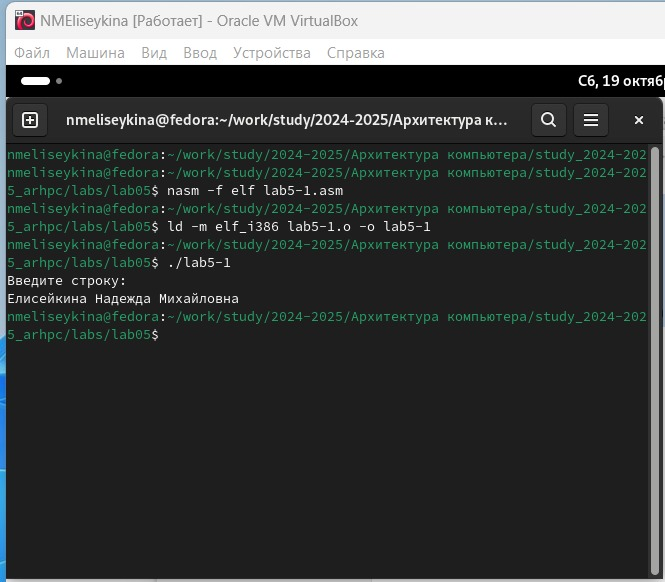 NMEliseykina [Работает] - Oracle VM VirtualBox
Файл Машина Вид Ввод Устройства Справка
Сб, 19 октяб
nmeliseykina@fedora:~/work/study/2024-2025/Архитектура к...
nmeliseykina@fedora:~/work/study/2024-2025/Архитектура компьютера/study_2024-202
nmeliseykina@fedora:~/work/study/2024-2025/Архитектура компьютера/study_2024-202
5_arhpc/labs/lab05$ nasm -f elf lab5-1.asm
nmeliseykina@fedora:~/work/study/2024-2025/Архитектура компьютера/study_2024-202
5_arhpc/labs/lab05$ ld -m elf_i386 lab5-1.o -o lab5-1
nmeliseykina@fedora:~/work/study/2024-2025/Архитектура компьютера/study_2024-202
5_arhpc/labs/lab05$ ./lab5-1
Введите строку:
Елисейкина Надежда Михайловна
nmeliseykina@fedora:~/work/study/2024-2025/Архитектура компьютера/study_2024-202
5_arhpc/labs/lab05$